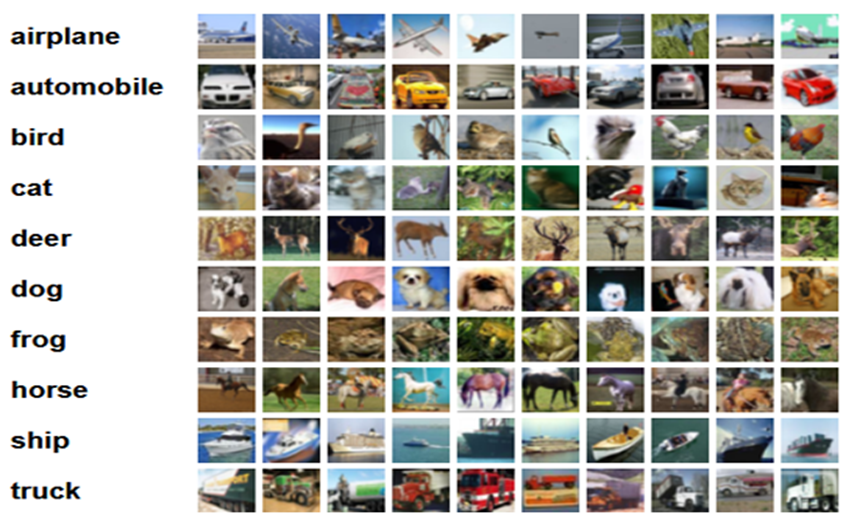 airplane
automobile
bird
cat
deer
dog
frog
horse
ship
truck